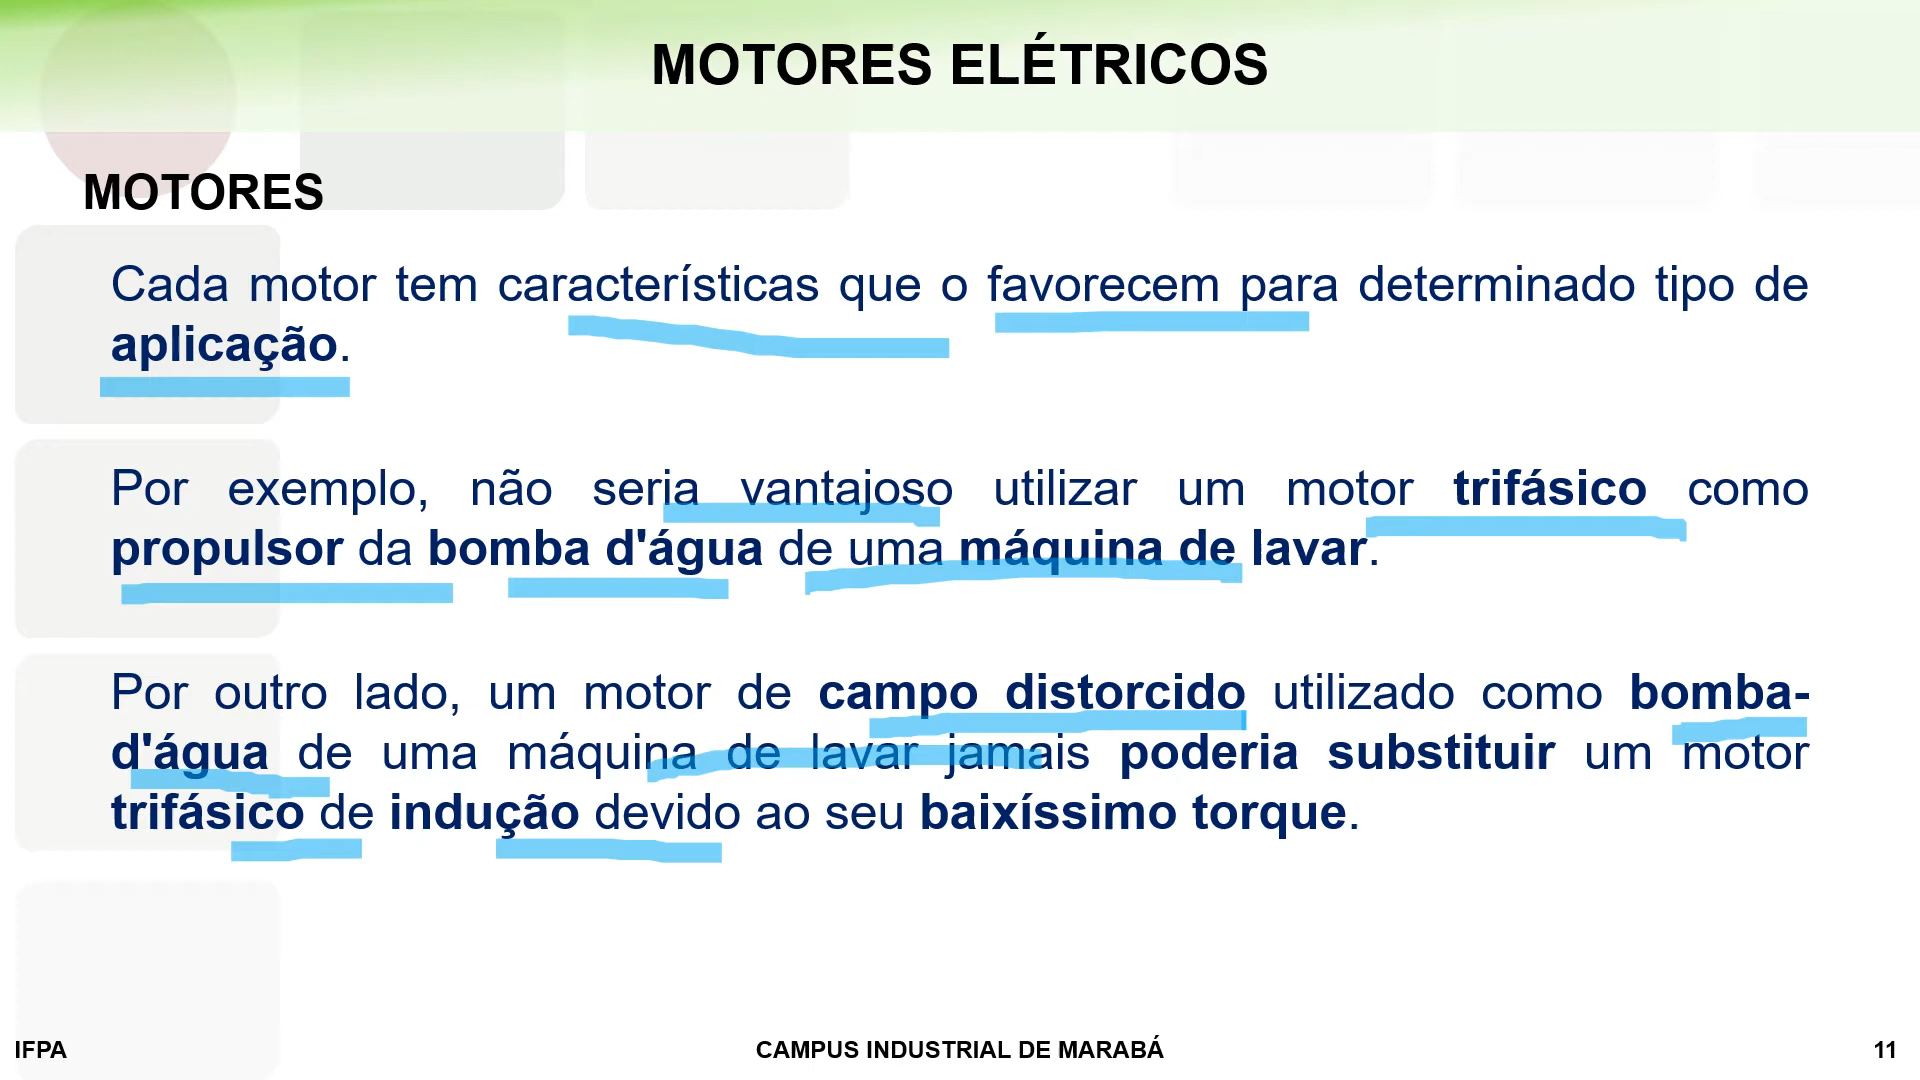 MOTORES ELÉTRICOS
MOTORES
Cada motor tem características que o favorecem para determinado tipo de
aplicação.
Por exemplo, não seria vantajoso utilizar um motor trifásico como
propulsor da bomba d'água de uma máquina de lavar.
Por outro lado, um motor de campo distorcido utilizado como bomba-
d'água de uma máquina de lavar jamais poderia substituir um motor
trifásico de indução devido ao seu baixíssimo torque.
IFPA
CAMPUS INDUSTRIAL DE MARABÁ
11